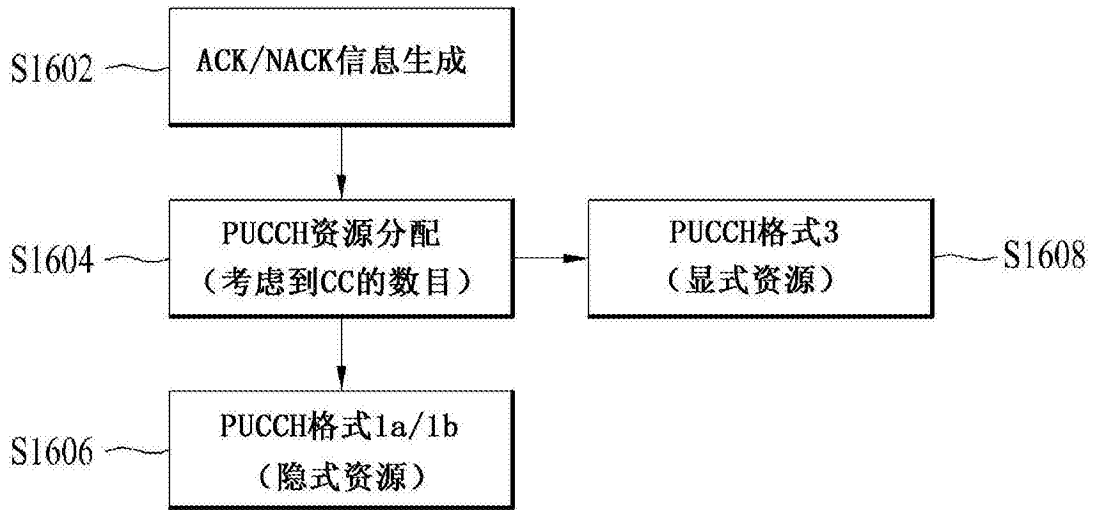 S1602
ACK/NACK信息生成
S1604
PUCCH资源分配
（考虑到CC的数目）
PUCCH格式3
（显式资源）
S1608
S1606
PUCCH格式1a/1b
（隐式资源）